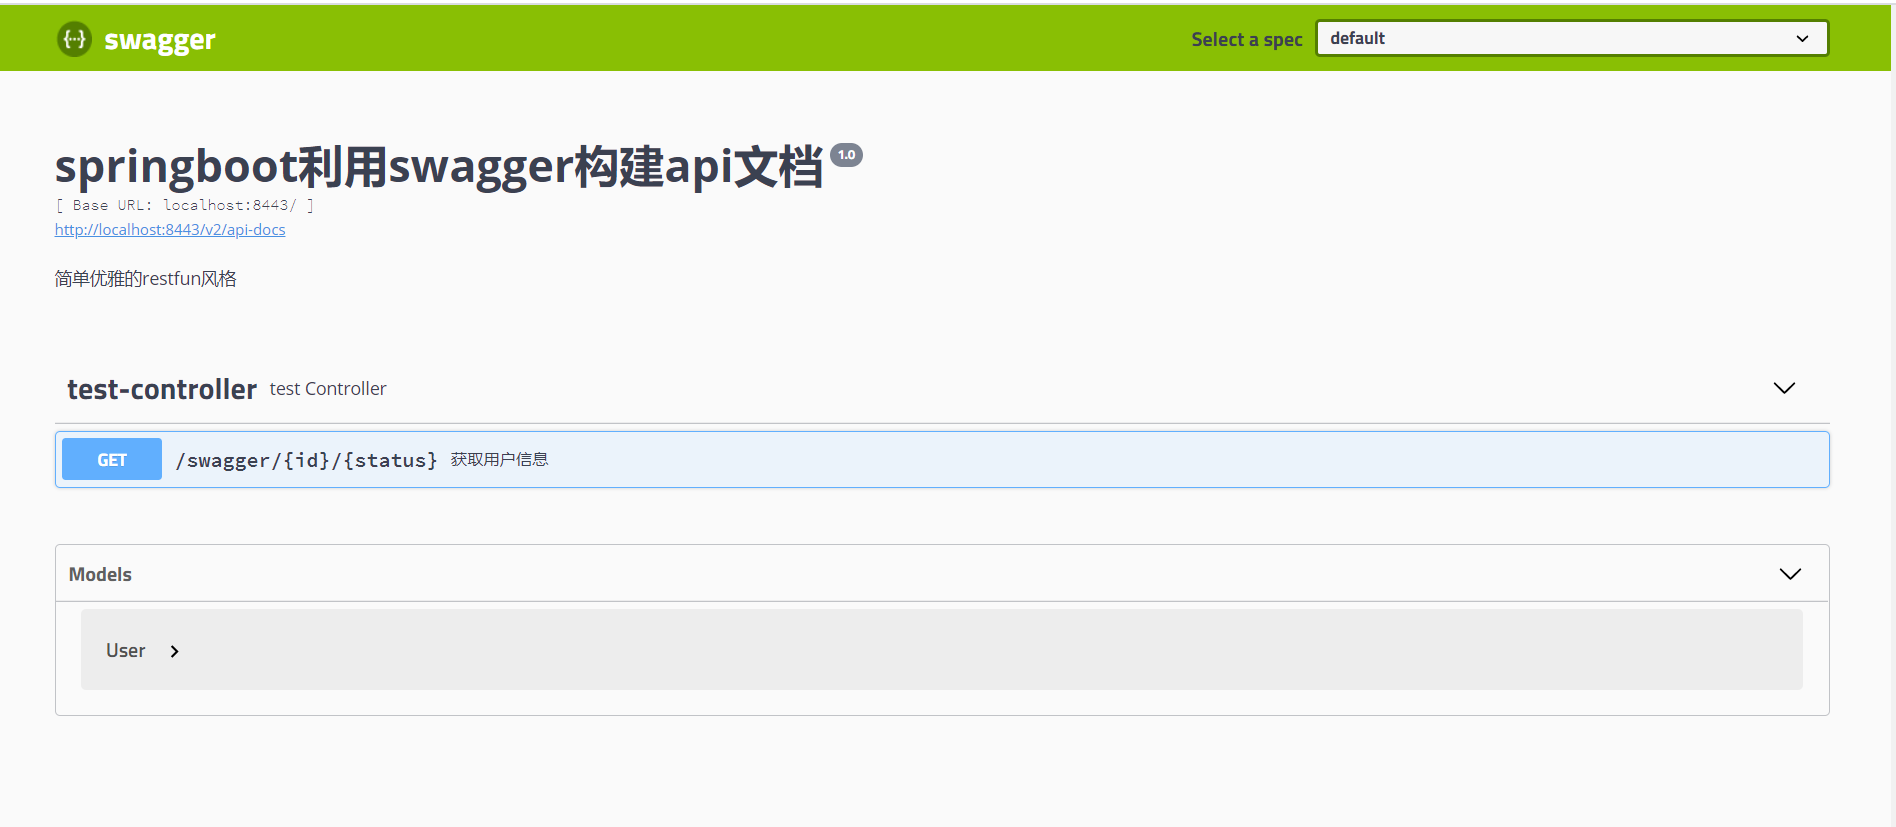 {···} swagger
Select a spec default
springboot利用swagger构建api文档 1.0
[ Base URL: localhost:8443/ ]
http://localhost:8443/v2/api-docs
简单优雅的restfun风格
test-controller test Controller
GET /swagger/{id}/{status} 获取用户信息
Models
User